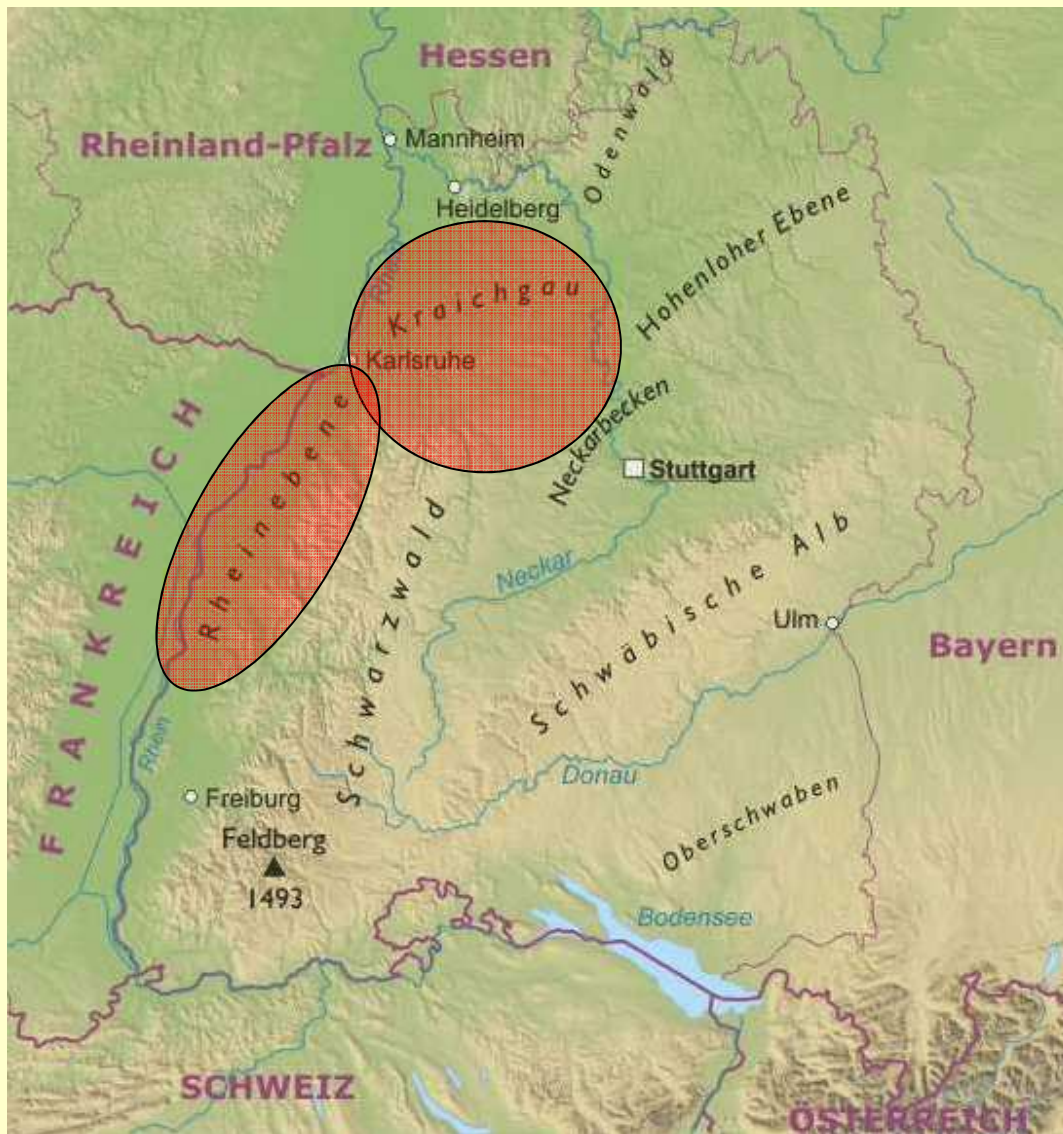 Hessen
Odenwald
Rheinland-Pfalz
Mannheim
Heidelberg
Hohenloher Ebene
Rhein
Kraichgau
Karlsruhe
Rheinebene
Neckarbecken
Stuttgart
FRANKREICH
Schwarzwald
Neckar
Schwäbische Alb
Ulm
Bayern
Rhein
Donau
Freiburg
Feldberg
1493
Oberschwaben
Bodensee
SCHWEIZ
ÖSTERREICH